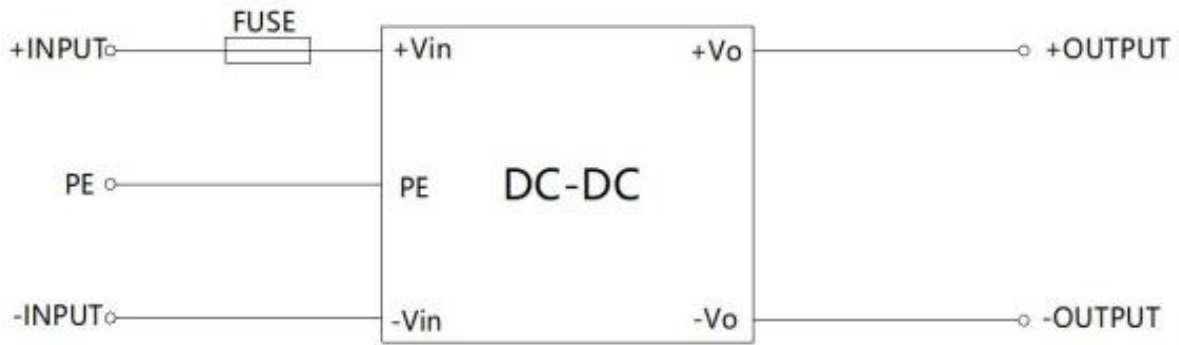 FUSE
+INPUT +Vin +Vo +OUTPUT
PE PE DC-DC
-INPUT -Vin -Vo -OUTPUT